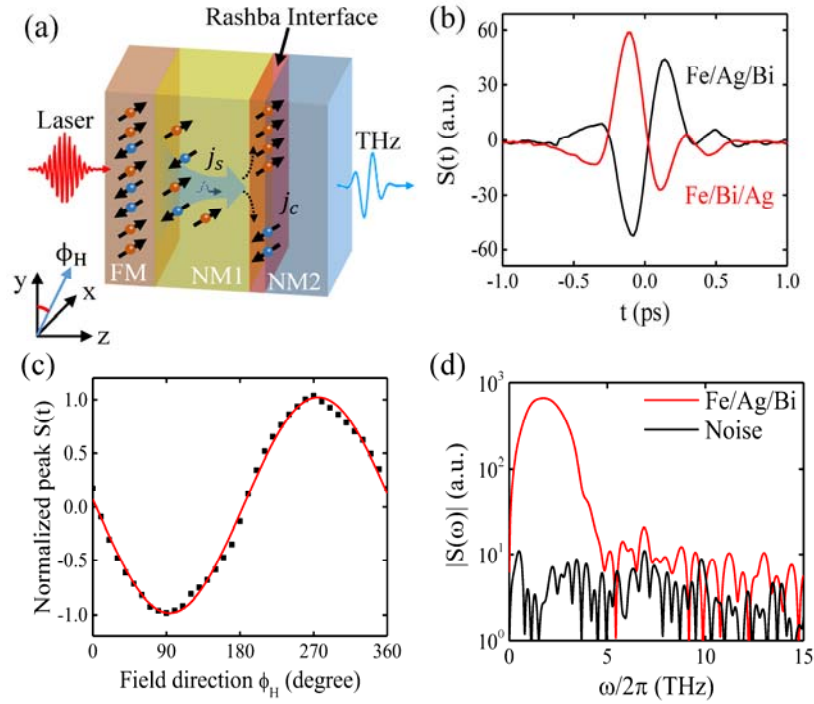 (a)
Rashba Interface
Laser
j_s
j_c
THz
ϕ_H
y
x
z
FM
NM1
NM2
(b)
S(t) (a.u.)
60
30
0
-30
-60
Fe/Ag/Bi
Fe/Bi/Ag
-1.0 -0.5 0.0 0.5 1.0
t (ps)
(c)
Normalized peak S(t)
1.0
0.5
0.0
-0.5
-1.0
0 90 180 270 360
Field direction ϕ_H (degree)
(d)
|S(ω)| (a.u.)
10³
10²
10¹
10⁰
Fe/Ag/Bi
Noise
0 5 10 15
ω/2π (THz)